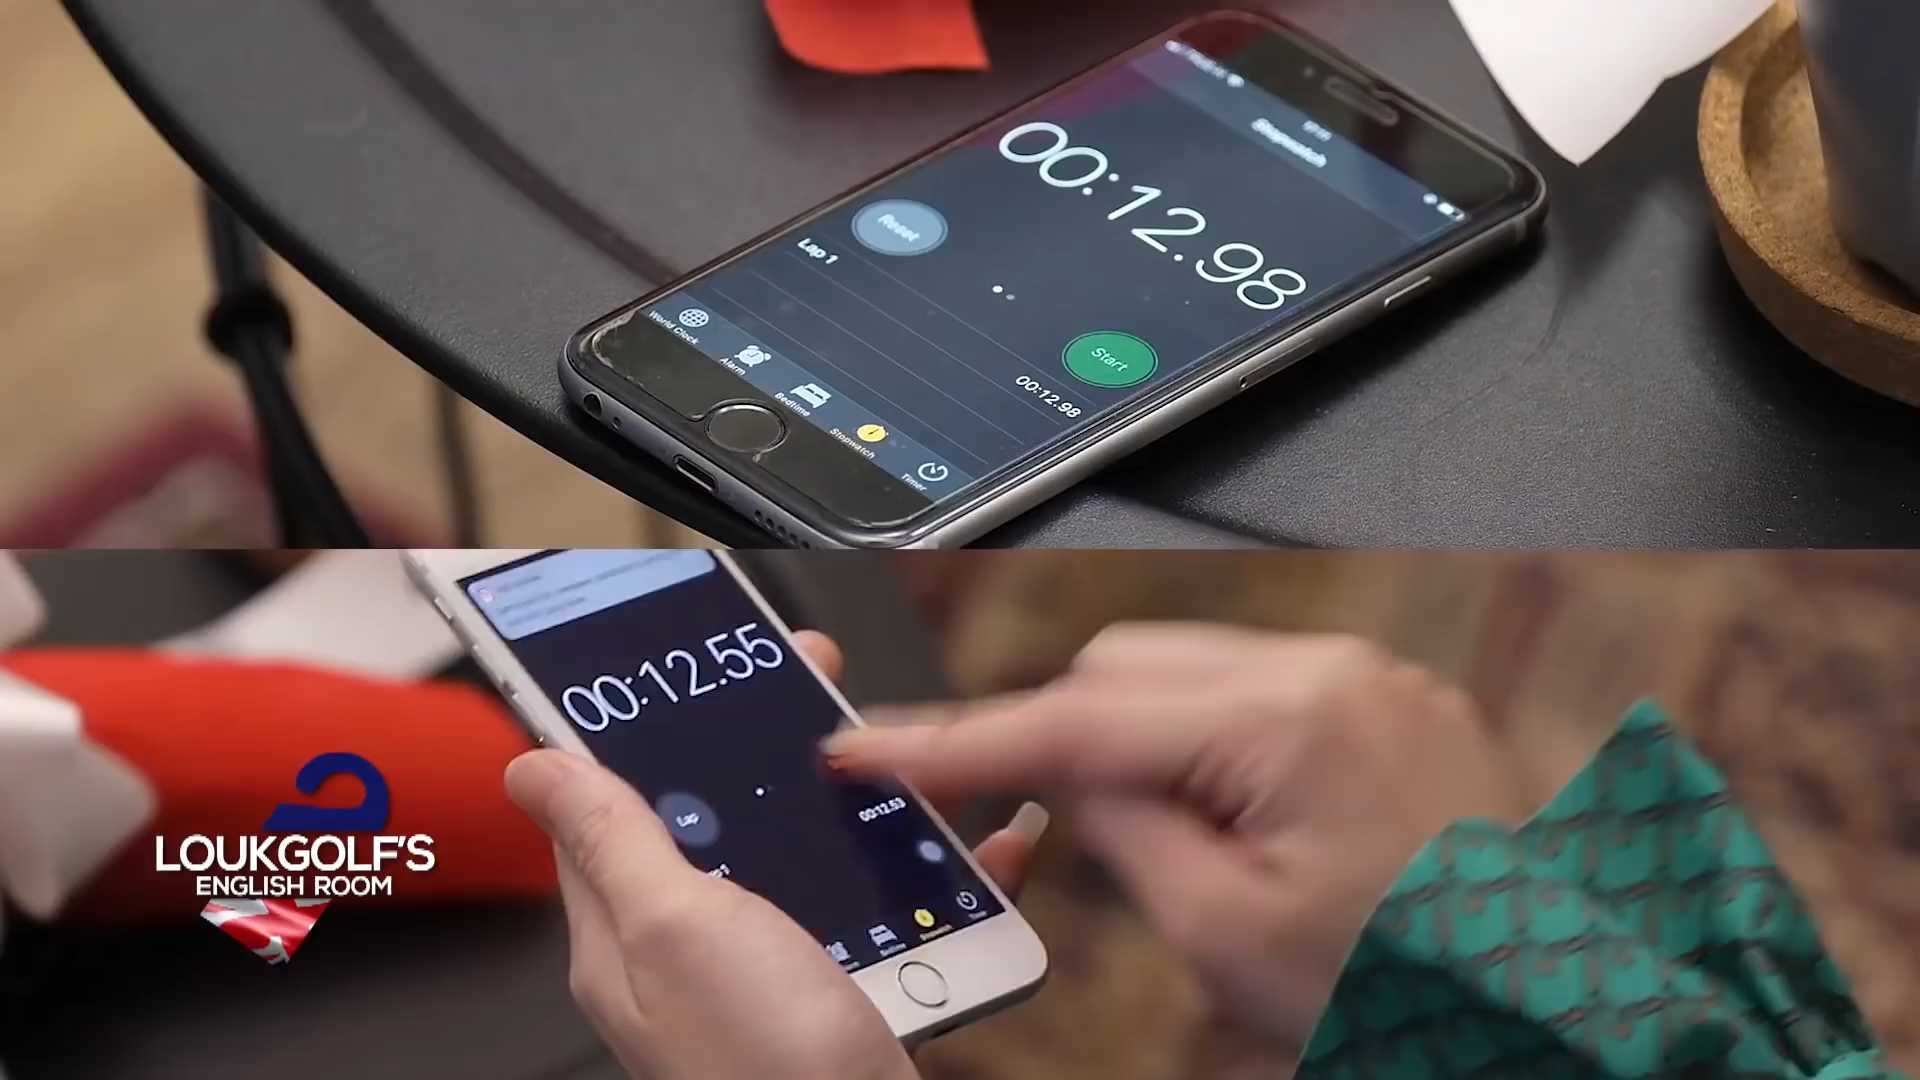 Stopwatch
00:12.98
Reset
Start
Lap 1
00:12.98
World Clock
Alarm
Bedtime
Stopwatch
Timer
00:12.55
Lap
00:12.53
LOUKGOLF'S
ENGLISH ROOM